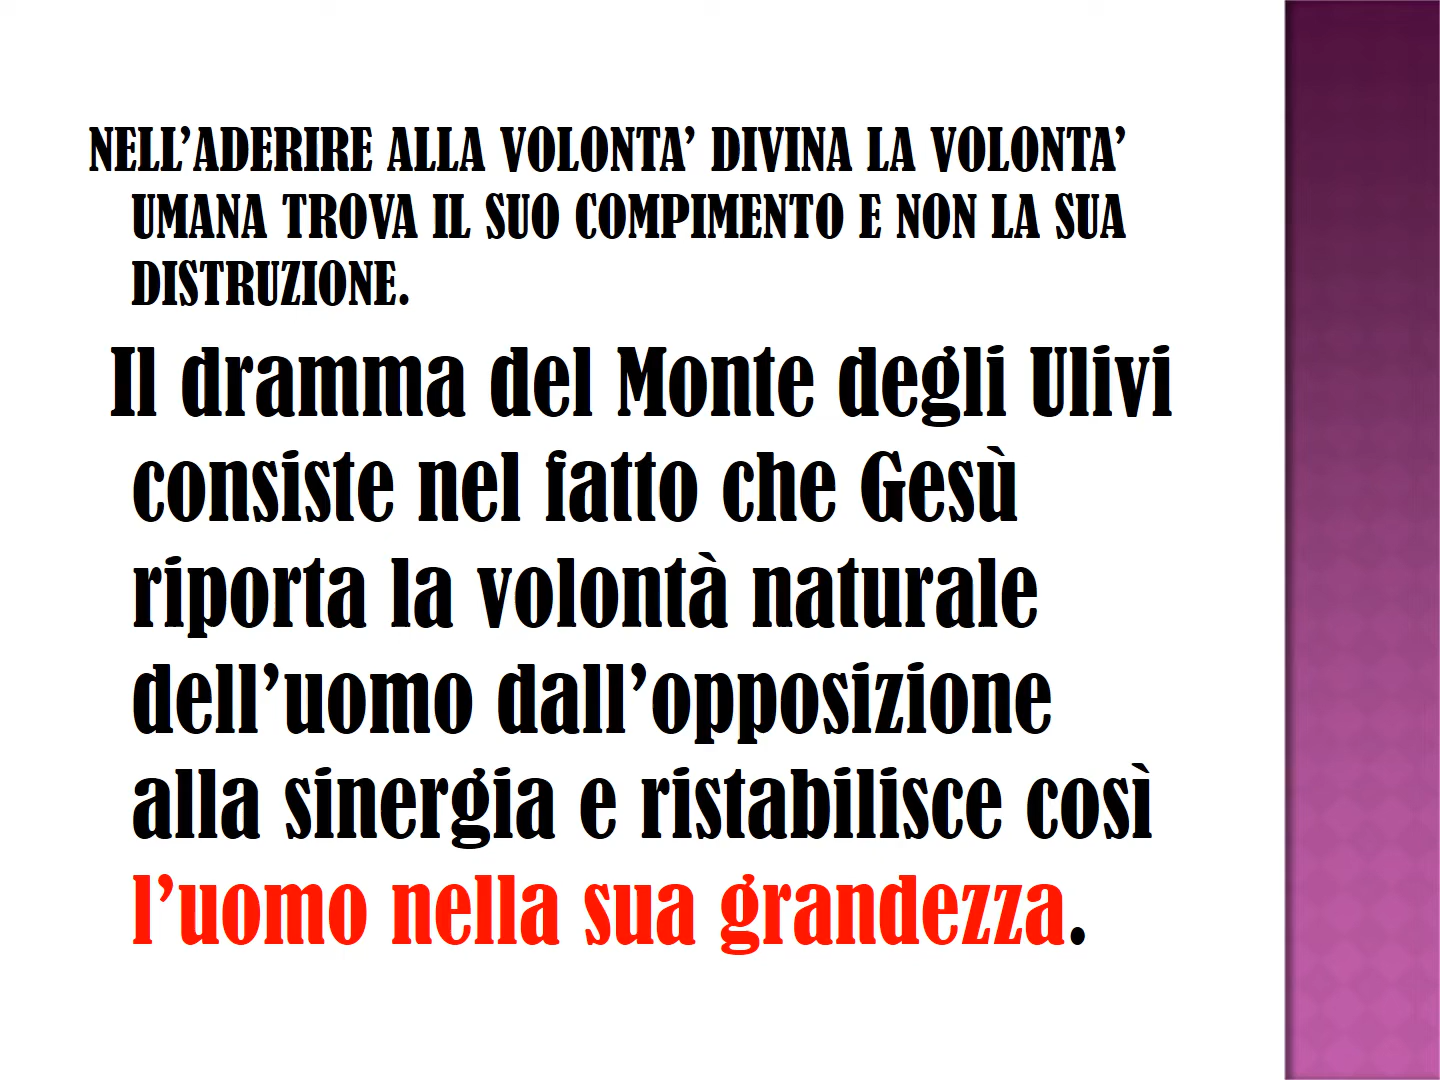 NELL’ADERIRE ALLA VOLONTA’ DIVINA LA VOLONTA’
UMANA TROVA IL SUO COMPIMENTO E NON LA SUA
DISTRUZIONE.
Il dramma del Monte degli Ulivi
consiste nel fatto che Gesù
riporta la volontà naturale
dell’uomo dall’opposizione
alla sinergia e ristabilisce così
l’uomo nella sua grandezza.